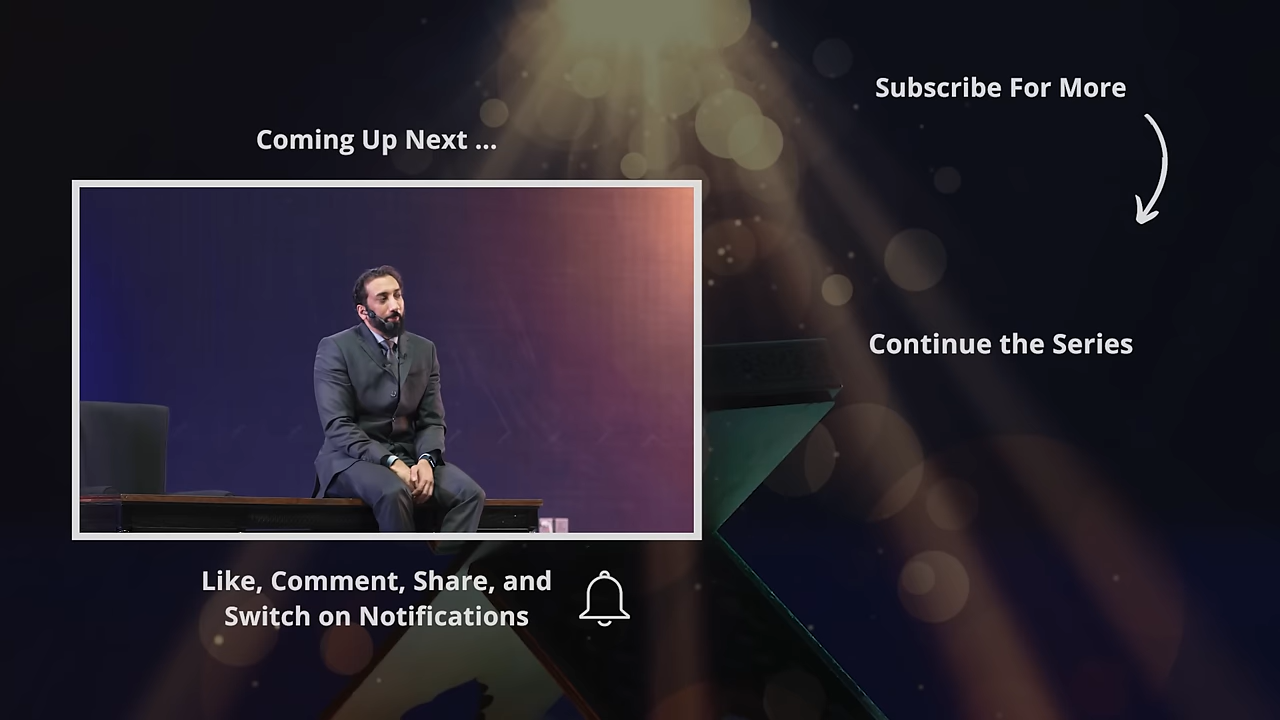 Subscribe For More
Coming Up Next ...
Continue the Series
Like, Comment, Share, and
Switch on Notifications